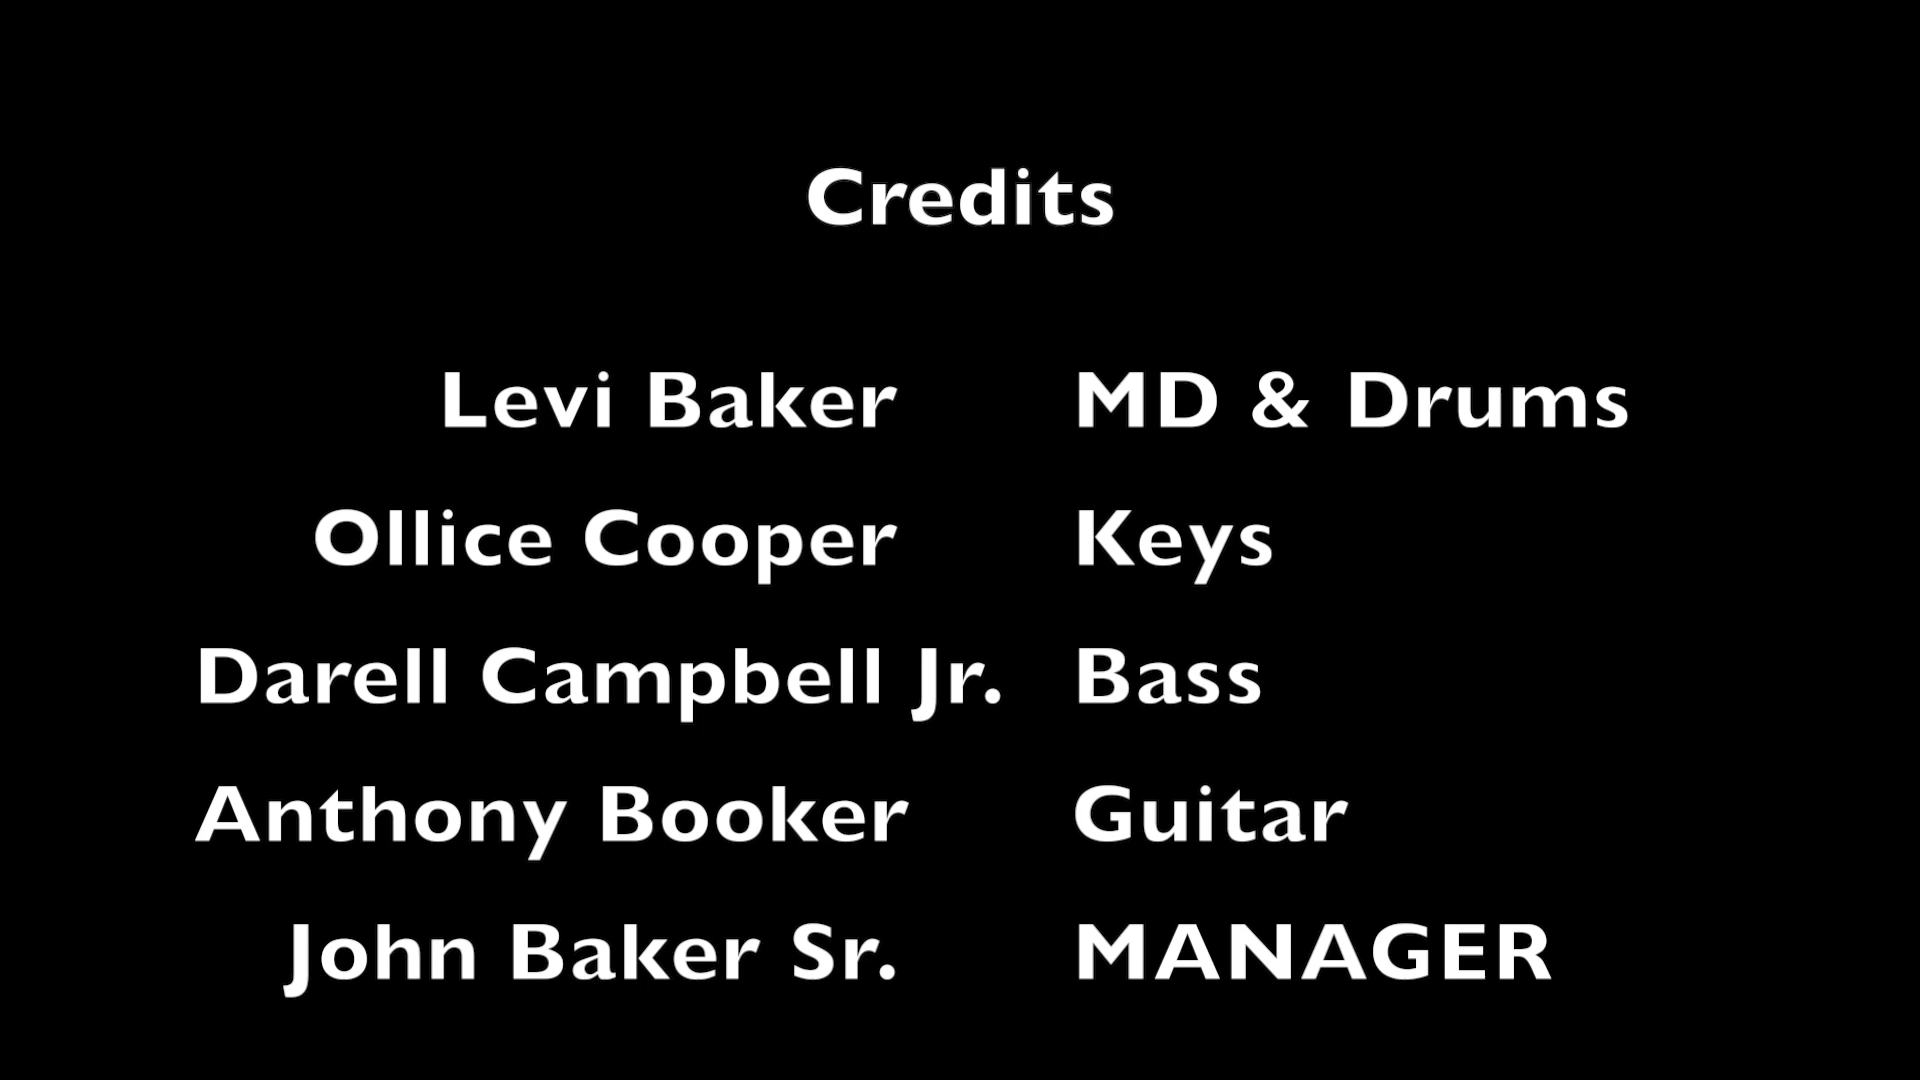 Credits
Levi Baker MD & Drums
Ollice Cooper Keys
Darell Campbell Jr. Bass
Anthony Booker Guitar
John Baker Sr. MANAGER